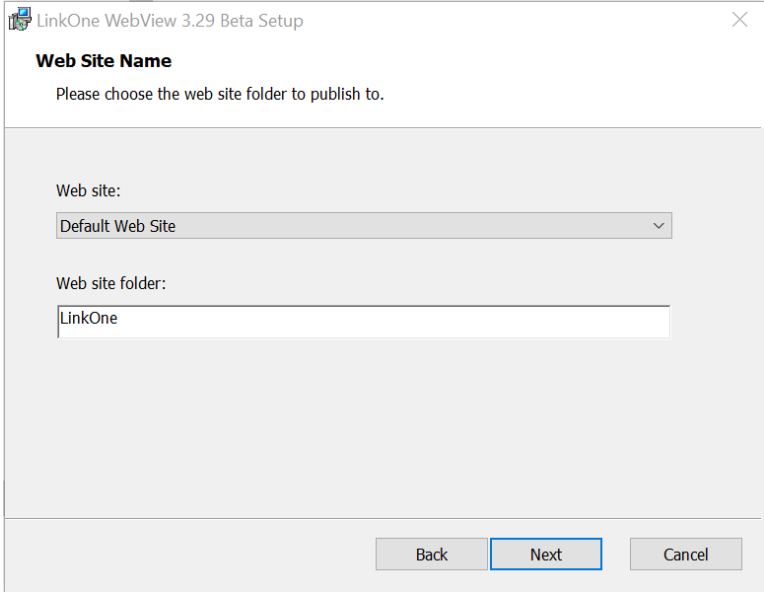 LinkOne WebView 3.29 Beta Setup
Web Site Name
Please choose the web site folder to publish to.
Web site:
Default Web Site
Web site folder:
LinkOne
Back Next Cancel